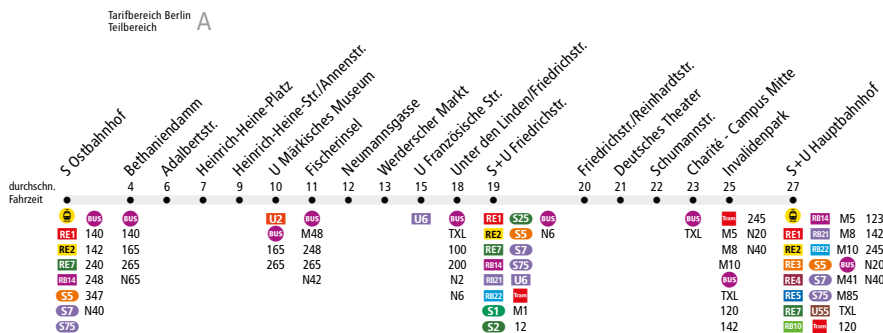 Tarifbereich Berlin
Teilbereich A
S Ostbahnhof
Bethaniendamm
Adalbertstr.
Heinrich-Heine-Platz
Heinrich-Heine-Str./Annenstr.
U Märkisches Museum
Fischerinsel
Neumannsgasse
Werderscher Markt
U Französische Str.
Unter den Linden/Friedrichstr.
S+U Friedrichstr.
Friedrichstr./Reinhardtstr.
Deutsches Theater
Schumannstr.
Charité - Campus Mitte
Invalidenpark
S+U Hauptbahnhof
durchschn. 4 6 7 9 10 11 12 13 15 18 19 20 21 22 23 25 27
Fahrzeit
BUS BUS U2 BUS U6 BUS RE1 S25 BUS BUS Tram 245 RB14 M5 123
RE1 140 140 BUS M48 TXL RE2 S5 N6 TXL M5 N20 RE1 RB21 M8 142
RE2 142 165 165 248 100 RE7 S7 M8 N40 RE2 RB22 M10 245
RE7 240 265 265 265 200 RB14 S75 M10 RE3 S5 BUS N20
RB14 248 N65 N42 N2 RB21 U6 BUS RE4 S7 M41 N40
S5 347 N6 RB22 Tram TXL RE5 S75 M85
S7 N40 S1 M1 120 RE7 U55 TXL
S75 S2 12 142 RB10 Tram 120